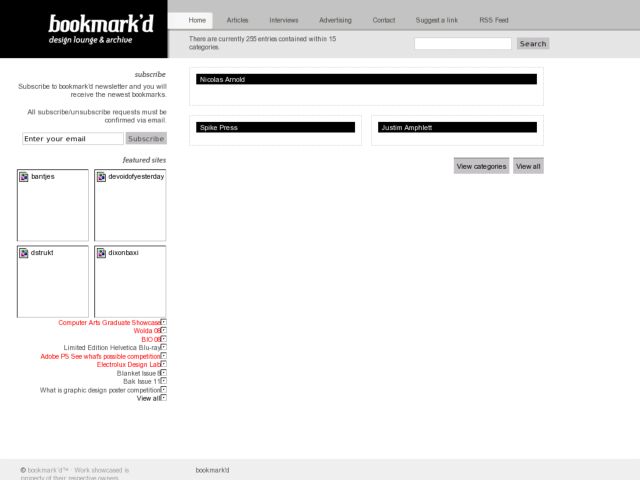 bookmark'd
design lounge & archive
Home Articles Interviews Advertising Contact Suggest a link RSS Feed
There are currently 255 entries contained within 15
categories.
Search
subscribe
Subscribe to bookmark'd newsletter and you will
receive the newest bookmarks.
All subscribe/unsubscribe requests must be
confirmed via email.
Enter your email Subscribe
featured sites
bantjes devoidofyesterday
dstrukt dixonbaxi
Computer Arts Graduate Showcase
Wolda 08
BIO 08
Limited Edition Helvetica Blu-ray
Adobe PS See what's possible competition
Electrolux Design Lab
Blanket Issue 8
Bak Issue 11
What is graphic design poster competition
View all
Nicolas Arnold
Spike Press Justim Amphlett
View categories View all
© bookmark'd™ · Work showcased is
property of their respective owners.
bookmark'd